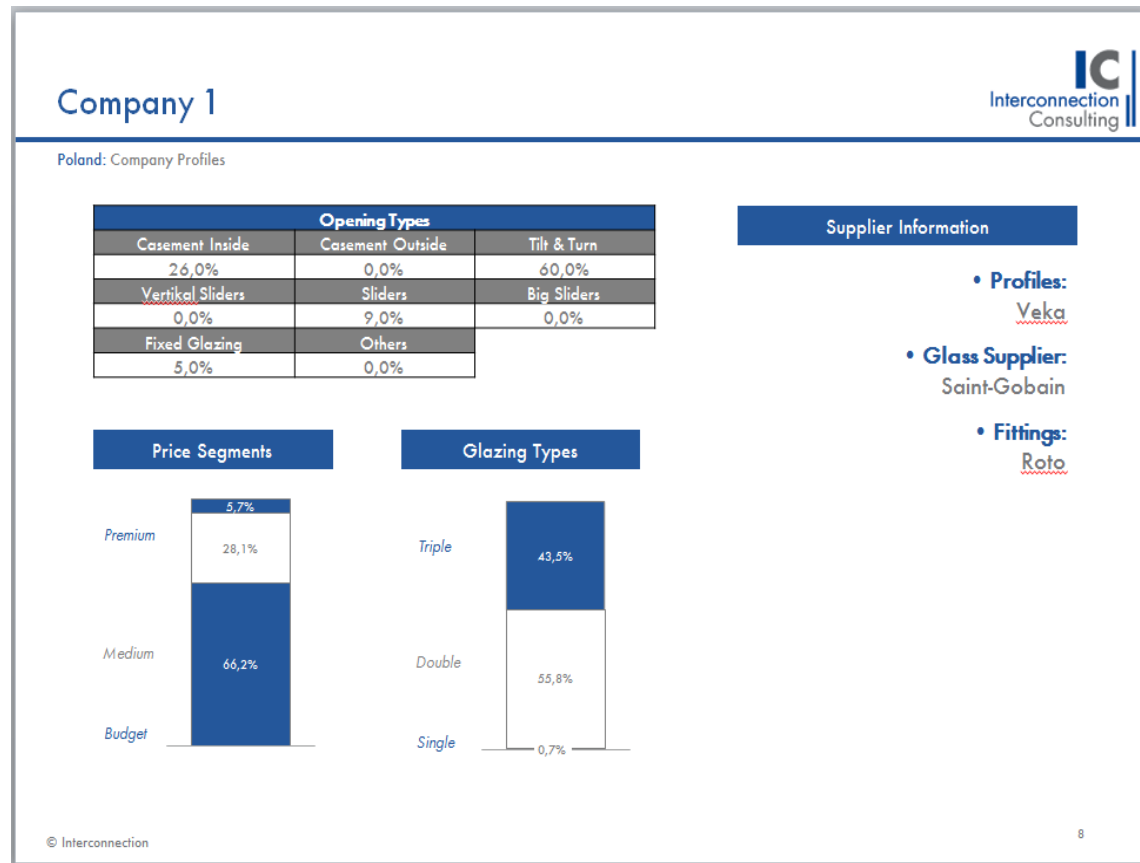 Company 1
IC
Interconnection
Consulting
Poland: Company Profiles
Opening Types
Casement Inside Casement Outside Tilt & Turn
26,0% 0,0% 60,0%
Vertikal Sliders Sliders Big Sliders
0,0% 9,0% 0,0%
Fixed Glazing Others
5,0% 0,0%
Supplier Information
• Profiles:
Veka
• Glass Supplier:
Saint-Gobain
• Fittings:
Roto
Price Segments
5,7%
Premium
28,1%
Medium
66,2%
Budget
Glazing Types
Triple
43,5%
Double
55,8%
Single
0,7%
© Interconnection
8